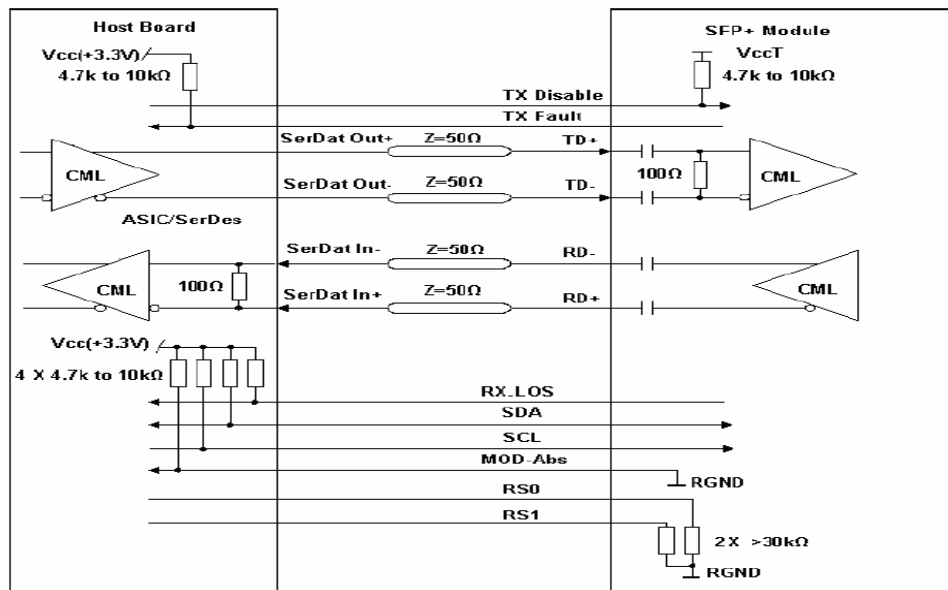 Host Board
SFP+ Module
Vcc(+3.3V)
4.7k to 10kΩ
VccT
4.7k to 10kΩ
TX Disable
TX Fault
SerDat Out+
Z=50Ω
TD+
CML
100Ω
CML
SerDat Out-
Z=50Ω
TD-
ASIC/SerDes
SerDat In-
Z=50Ω
RD-
CML
100Ω
CML
SerDat In+
Z=50Ω
RD+
Vcc(+3.3V)
4 X 4.7k to 10kΩ
RX-LOS
SDA
SCL
MOD-Abs
RGND
RS0
RS1
2X >30kΩ
RGND